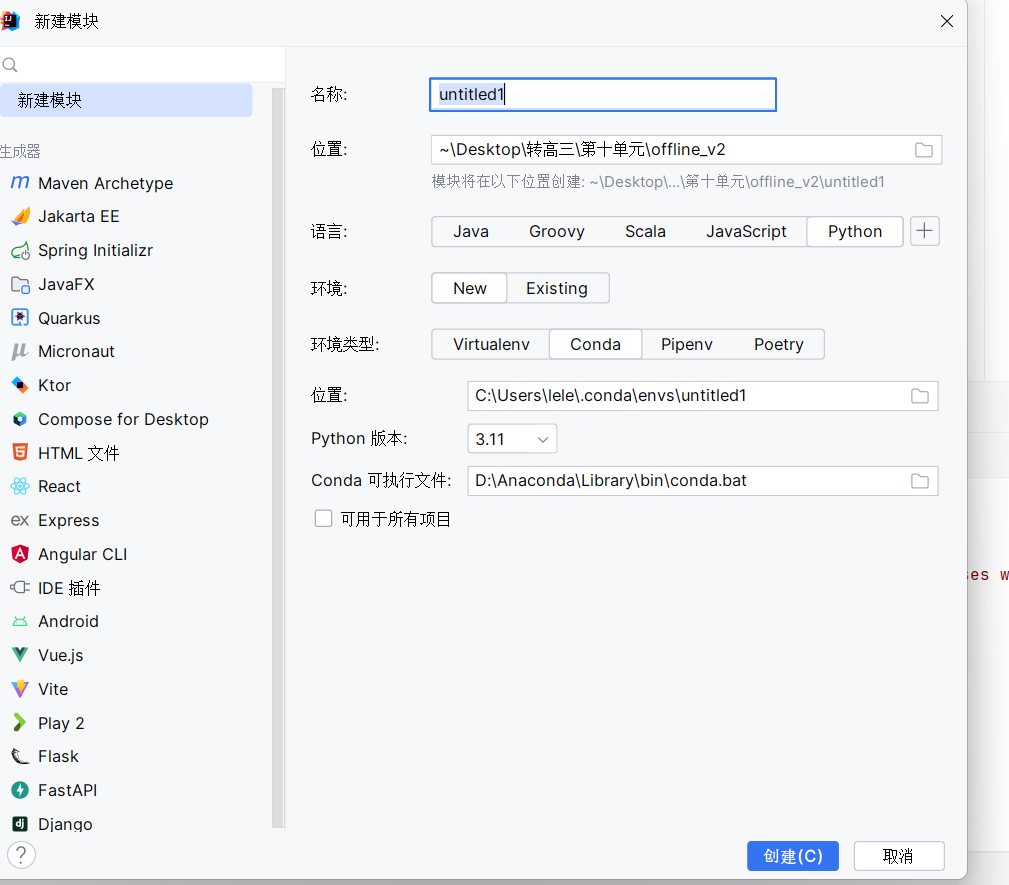 新建模块
新建模块
生成器
Maven Archetype
Jakarta EE
Spring Initializr
JavaFX
Quarkus
Micronaut
Ktor
Compose for Desktop
HTML 文件
React
Express
Angular CLI
IDE 插件
Android
Vue.js
Vite
Play 2
Flask
FastAPI
Django
名称: untitled1
位置: ~\Desktop\转高三\第十单元\offline_v2
模块将在以下位置创建: ~\Desktop\...\第十单元\offline_v2\untitled1
语言: Java Groovy Scala JavaScript Python
环境: New Existing
环境类型: Virtualenv Conda Pipenv Poetry
位置: C:\Users\lele\.conda\envs\untitled1
Python 版本: 3.11
Conda 可执行文件: D:\Anaconda\Library\bin\conda.bat
可用于所有项目
?
创建(C) 取消